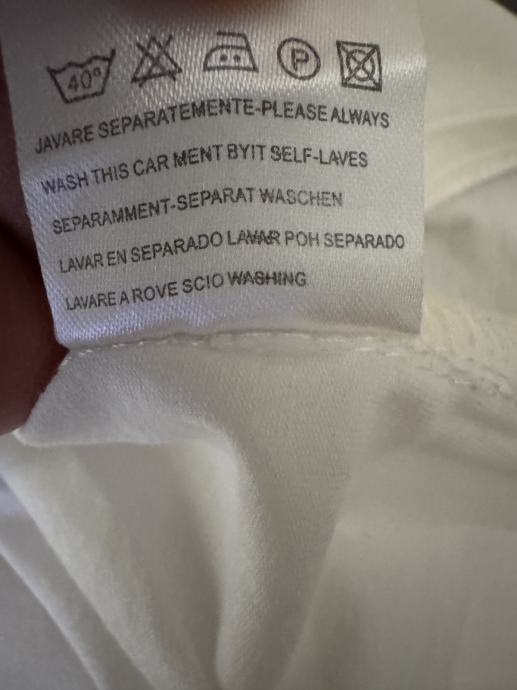 40° P
JAVARE SEPARATEMENTE-PLEASE ALWAYS
WASH THIS CAR MENT BYIT SELF-LAVES
SEPARAMMENT-SEPARAT WASCHEN
LAVAR EN SEPARADO LAVAR POH SEPARADO
LAVARE A ROVE SCIO WASHING